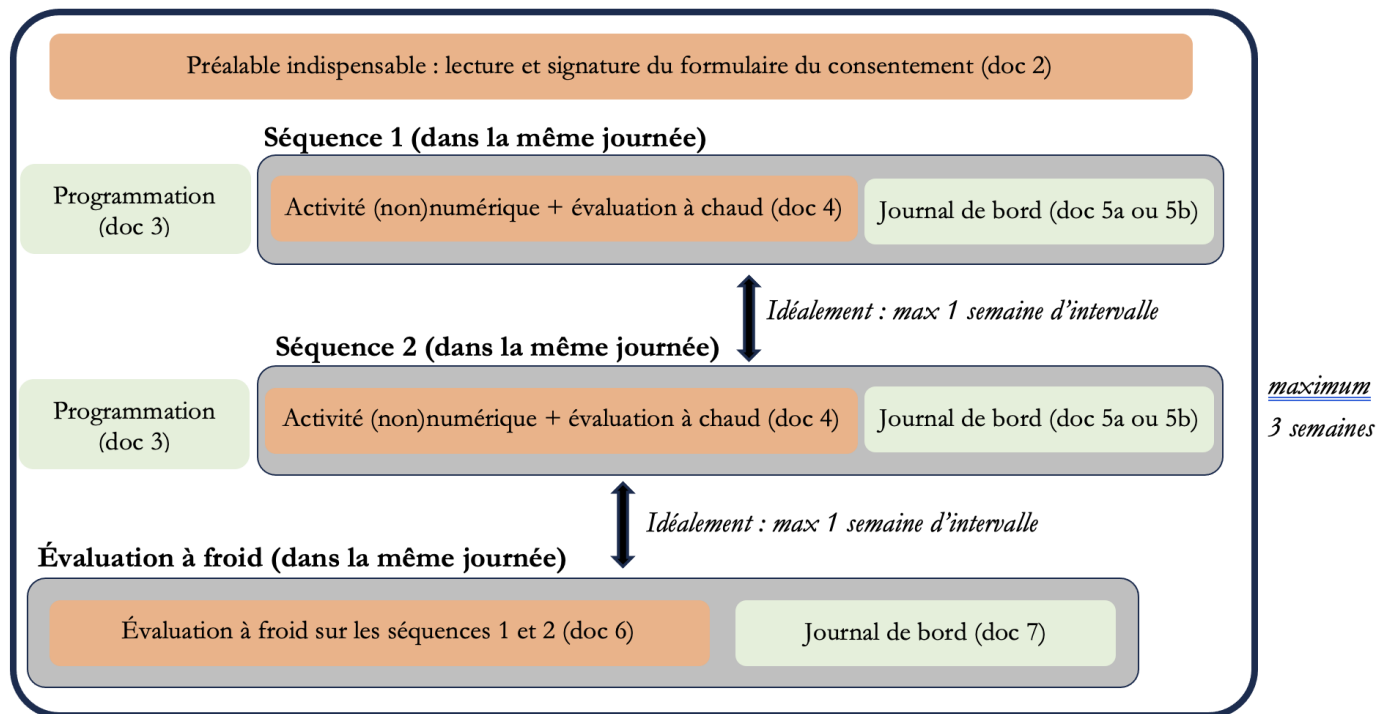 Préalable indispensable : lecture et signature du formulaire du consentement (doc 2)
Séquence 1 (dans la même journée)
Programmation
(doc 3)
Activité (non)numérique + évaluation à chaud (doc 4)
Journal de bord (doc 5a ou 5b)
Idéalement : max 1 semaine d’intervalle
Séquence 2 (dans la même journée)
Programmation
(doc 3)
Activité (non)numérique + évaluation à chaud (doc 4)
Journal de bord (doc 5a ou 5b)
maximum
3 semaines
Idéalement : max 1 semaine d’intervalle
Évaluation à froid (dans la même journée)
Évaluation à froid sur les séquences 1 et 2 (doc 6)
Journal de bord (doc 7)